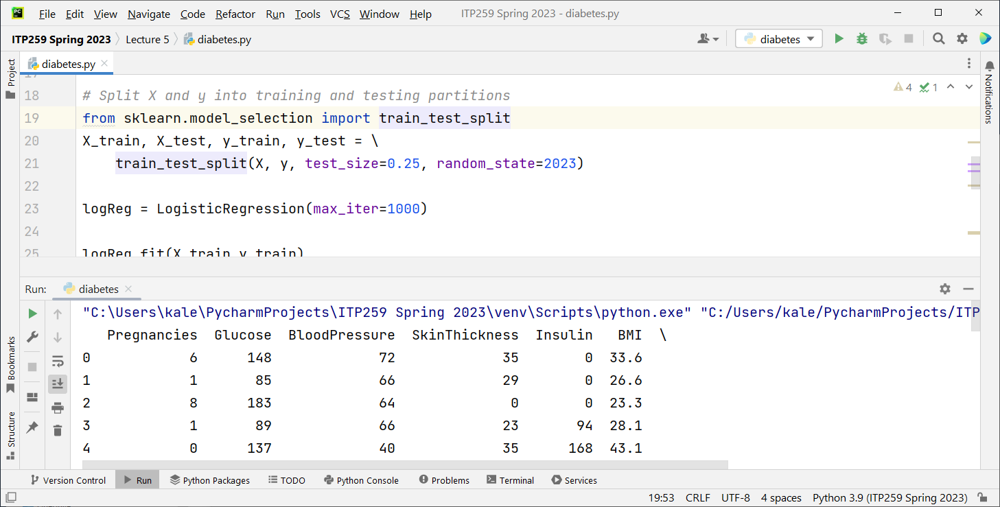 PC
File Edit View Navigate Code Refactor Run Tools VCS Window Help ITP259 Spring 2023 - diabetes.py
ITP259 Spring 2023 Lecture 5 diabetes.py diabetes
Project
diabetes.py
Notifications
17
4 1
18 # Split X and y into training and testing partitions
19 from sklearn.model_selection import train_test_split
20 X_train, X_test, y_train, y_test = \
21 train_test_split(X, y, test_size=0.25, random_state=2023)
22
23 logReg = LogisticRegression(max_iter=1000)
24
25 logReg.fit(X_train,y_train)
Run: diabetes
"C:\Users\kale\PycharmProjects\ITP259 Spring 2023\venv\Scripts\python.exe" "C:/Users/kale/PycharmProjects/ITP
Pregnancies Glucose BloodPressure SkinThickness Insulin BMI \
0 6 148 72 35 0 33.6
1 1 85 66 29 0 26.6
2 8 183 64 0 0 23.3
3 1 89 66 23 94 28.1
4 0 137 40 35 168 43.1
Bookmarks
Structure
Version Control Run Python Packages TODO Python Console Problems Terminal Services
19:53 CRLF UTF-8 4 spaces Python 3.9 (ITP259 Spring 2023)